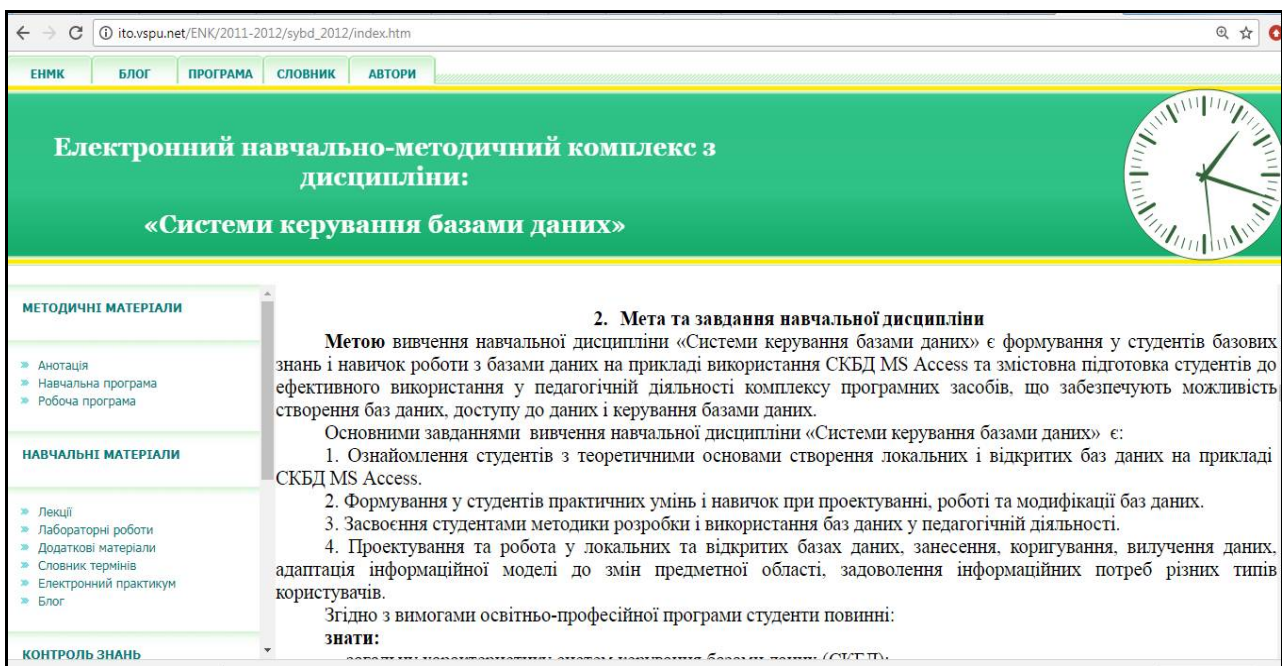 ito.vspu.net/ENK/2011-2012/sybd_2012/index.htm
ЕНМК БЛОГ ПРОГРАМА СЛОВНИК АВТОРИ
Електронний навчально-методичний комплекс з
дисципліни:
«Системи керування базами даних»
МЕТОДИЧНІ МАТЕРІАЛИ
Анотація
Навчальна програма
Робоча програма
НАВЧАЛЬНІ МАТЕРІАЛИ
Лекції
Лабораторні роботи
Додаткові матеріали
Словник термінів
Електронний практикум
Блог
КОНТРОЛЬ ЗНАНЬ
2. Мета та завдання навчальної дисципліни
Метою вивчення навчальної дисципліни «Системи керування базами даних» є формування у студентів базових
знань і навичок роботи з базами даних на прикладі використання СКБД MS Access та змістовна підготовка студентів до
ефективного використання у педагогічній діяльності комплексу програмних засобів, що забезпечують можливість
створення баз даних, доступу до даних і керування базами даних.
Основними завданнями вивчення навчальної дисципліни «Системи керування базами даних» є:
1. Ознайомлення студентів з теоретичними основами створення локальних і відкритих баз даних на прикладі
СКБД MS Access.
2. Формування у студентів практичних умінь і навичок при проектуванні, роботі та модифікації баз даних.
3. Засвоєння студентами методики розробки і використання баз даних у педагогічній діяльності.
4. Проектування та робота у локальних та відкритих базах даних, занесення, коригування, вилучення даних,
адаптація інформаційної моделі до змін предметної області, задоволення інформаційних потреб різних типів
користувачів.
Згідно з вимогами освітньо-професійної програми студенти повинні:
знати: